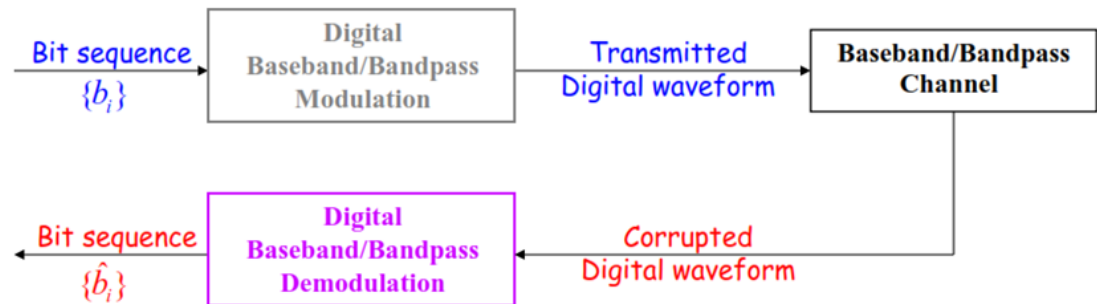 Bit sequence
{b_i}
Digital
Baseband/Bandpass
Modulation
Transmitted
Digital waveform
Baseband/Bandpass
Channel
Bit sequence
{b̂_i}
Digital
Baseband/Bandpass
Demodulation
Corrupted
Digital waveform